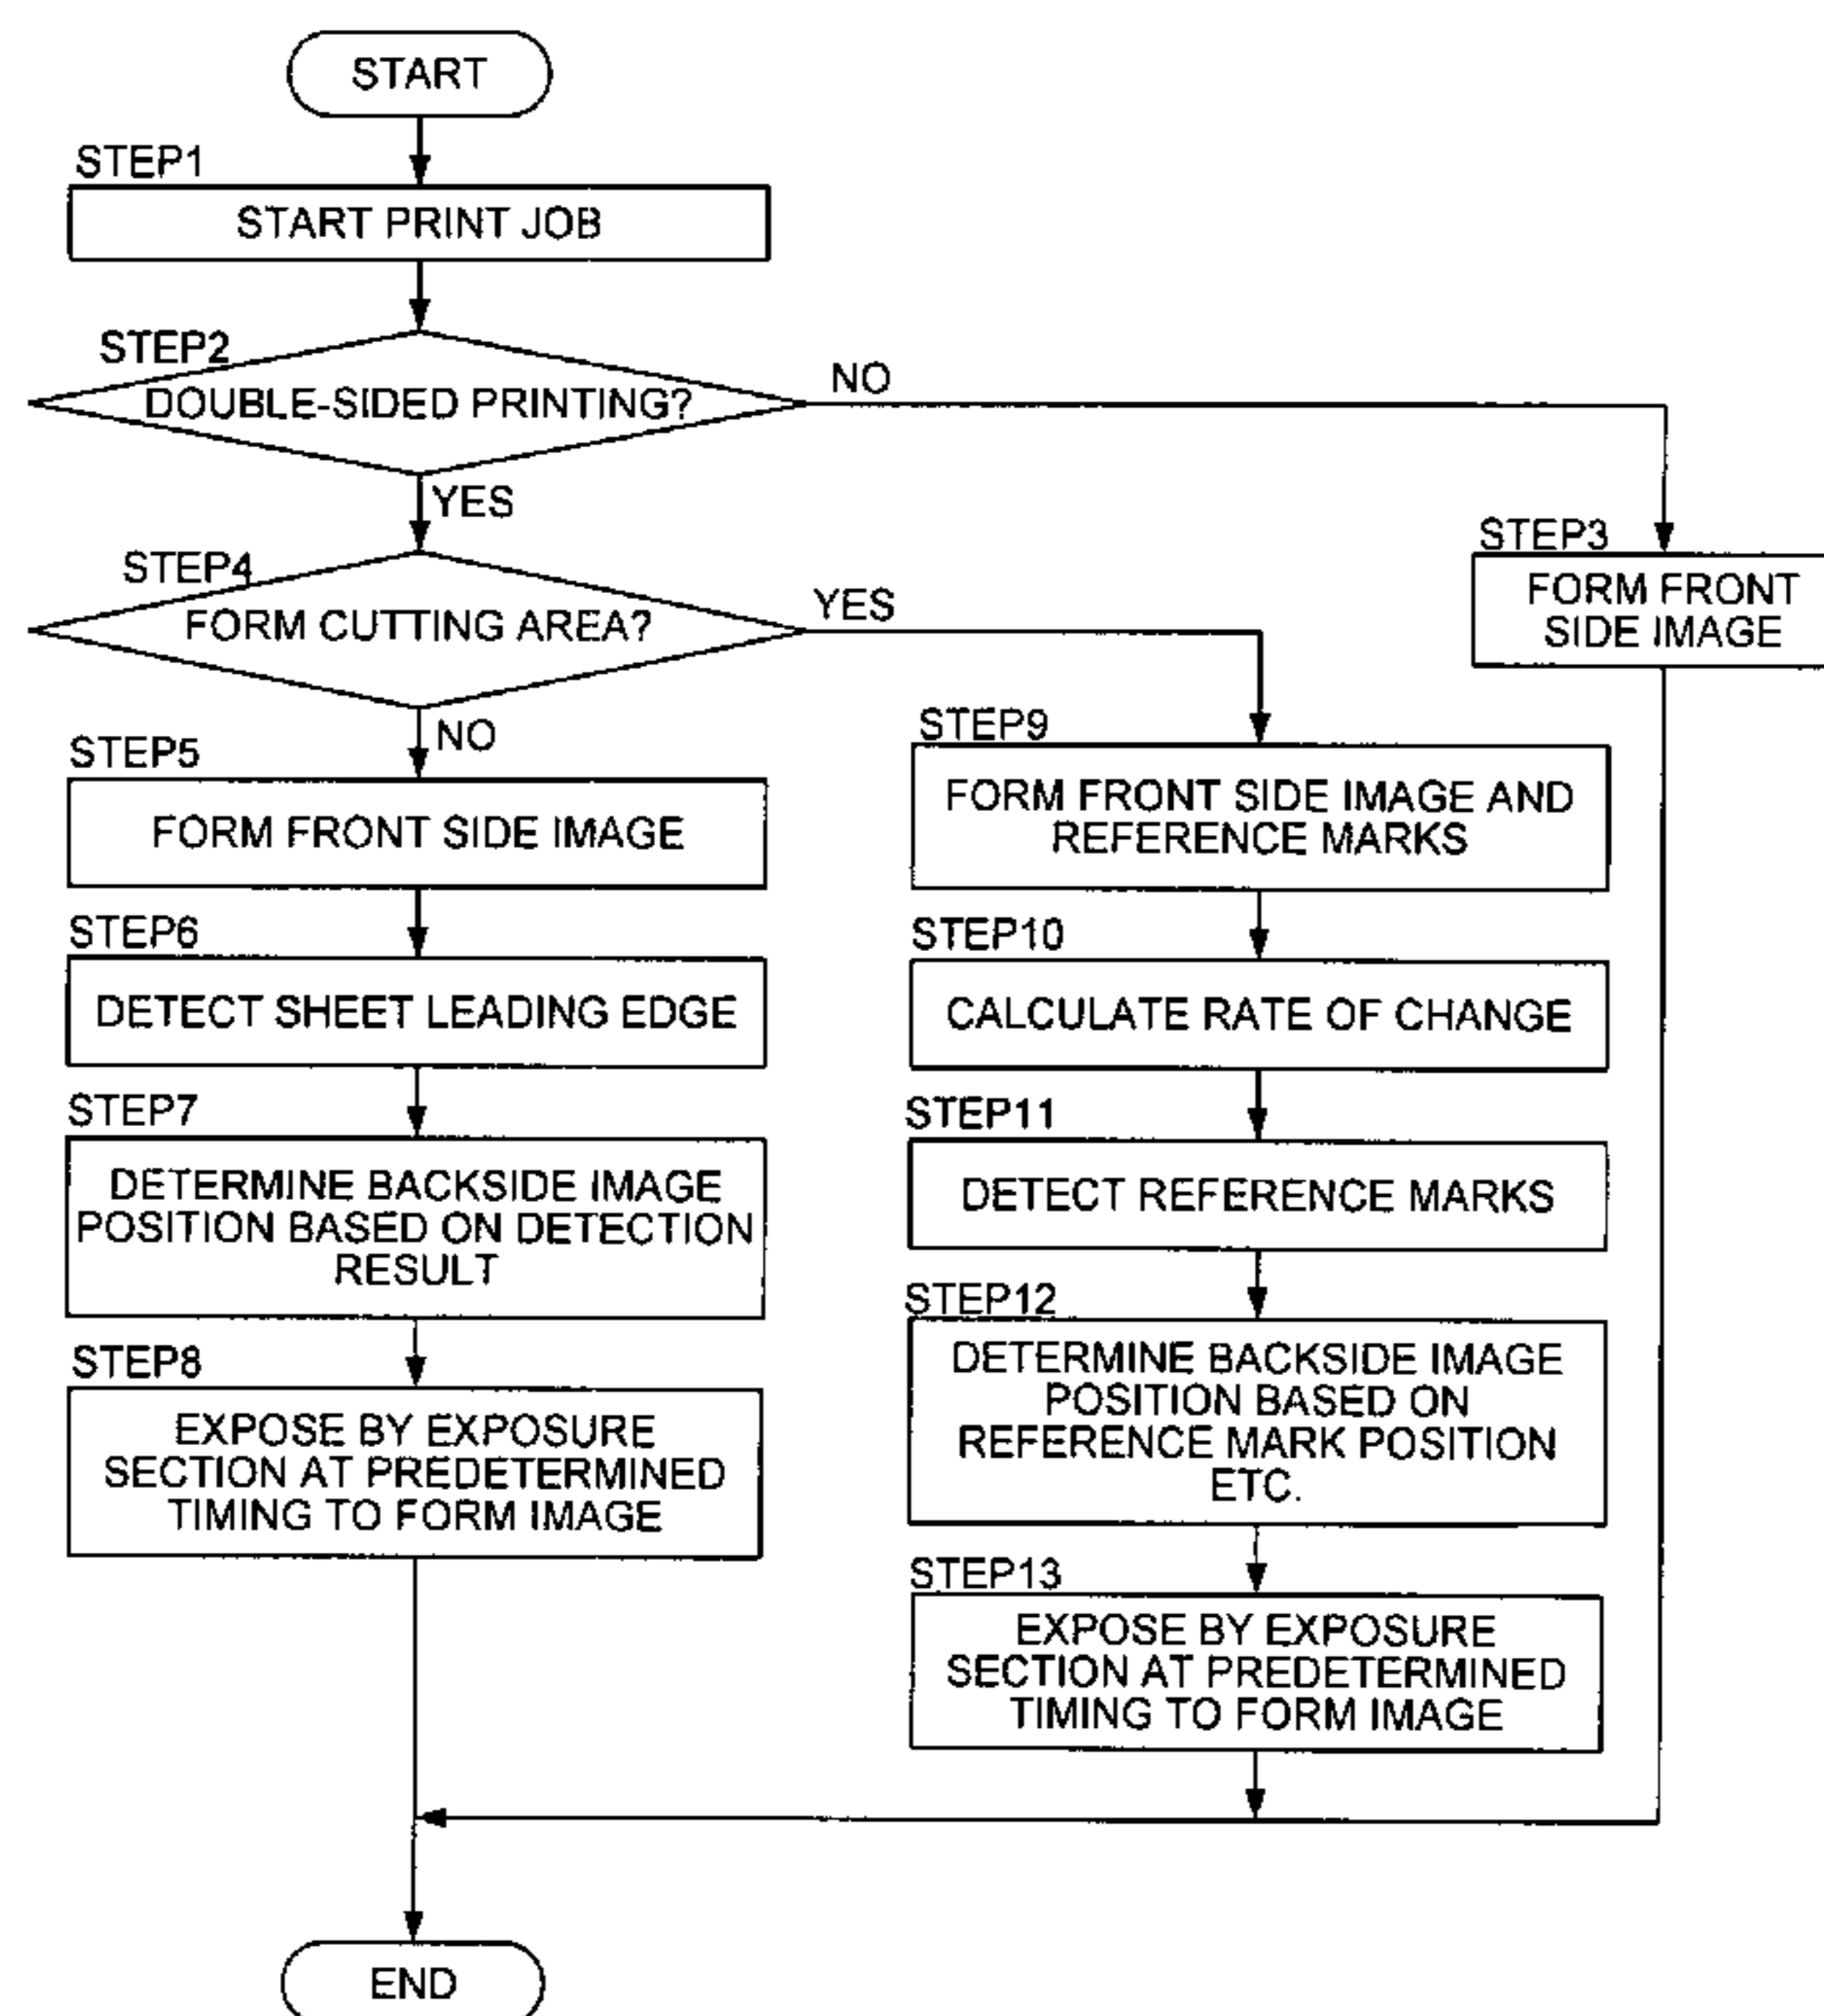 START
STEP1
START PRINT JOB
STEP2
DOUBLE-SIDED PRINTING?
NO
YES
STEP4
FORM CUTTING AREA?
YES
STEP3
FORM FRONT
SIDE IMAGE
NO
STEP5
FORM FRONT SIDE IMAGE
STEP6
DETECT SHEET LEADING EDGE
STEP7
DETERMINE BACKSIDE IMAGE
POSITION BASED ON DETECTION
RESULT
STEP8
EXPOSE BY EXPOSURE
SECTION AT PREDETERMINED
TIMING TO FORM IMAGE
STEP9
FORM FRONT SIDE IMAGE AND
REFERENCE MARKS
STEP10
CALCULATE RATE OF CHANGE
STEP11
DETECT REFERENCE MARKS
STEP12
DETERMINE BACKSIDE IMAGE
POSITION BASED ON
REFERENCE MARK POSITION
ETC.
STEP13
EXPOSE BY EXPOSURE
SECTION AT PREDETERMINED
TIMING TO FORM IMAGE
END